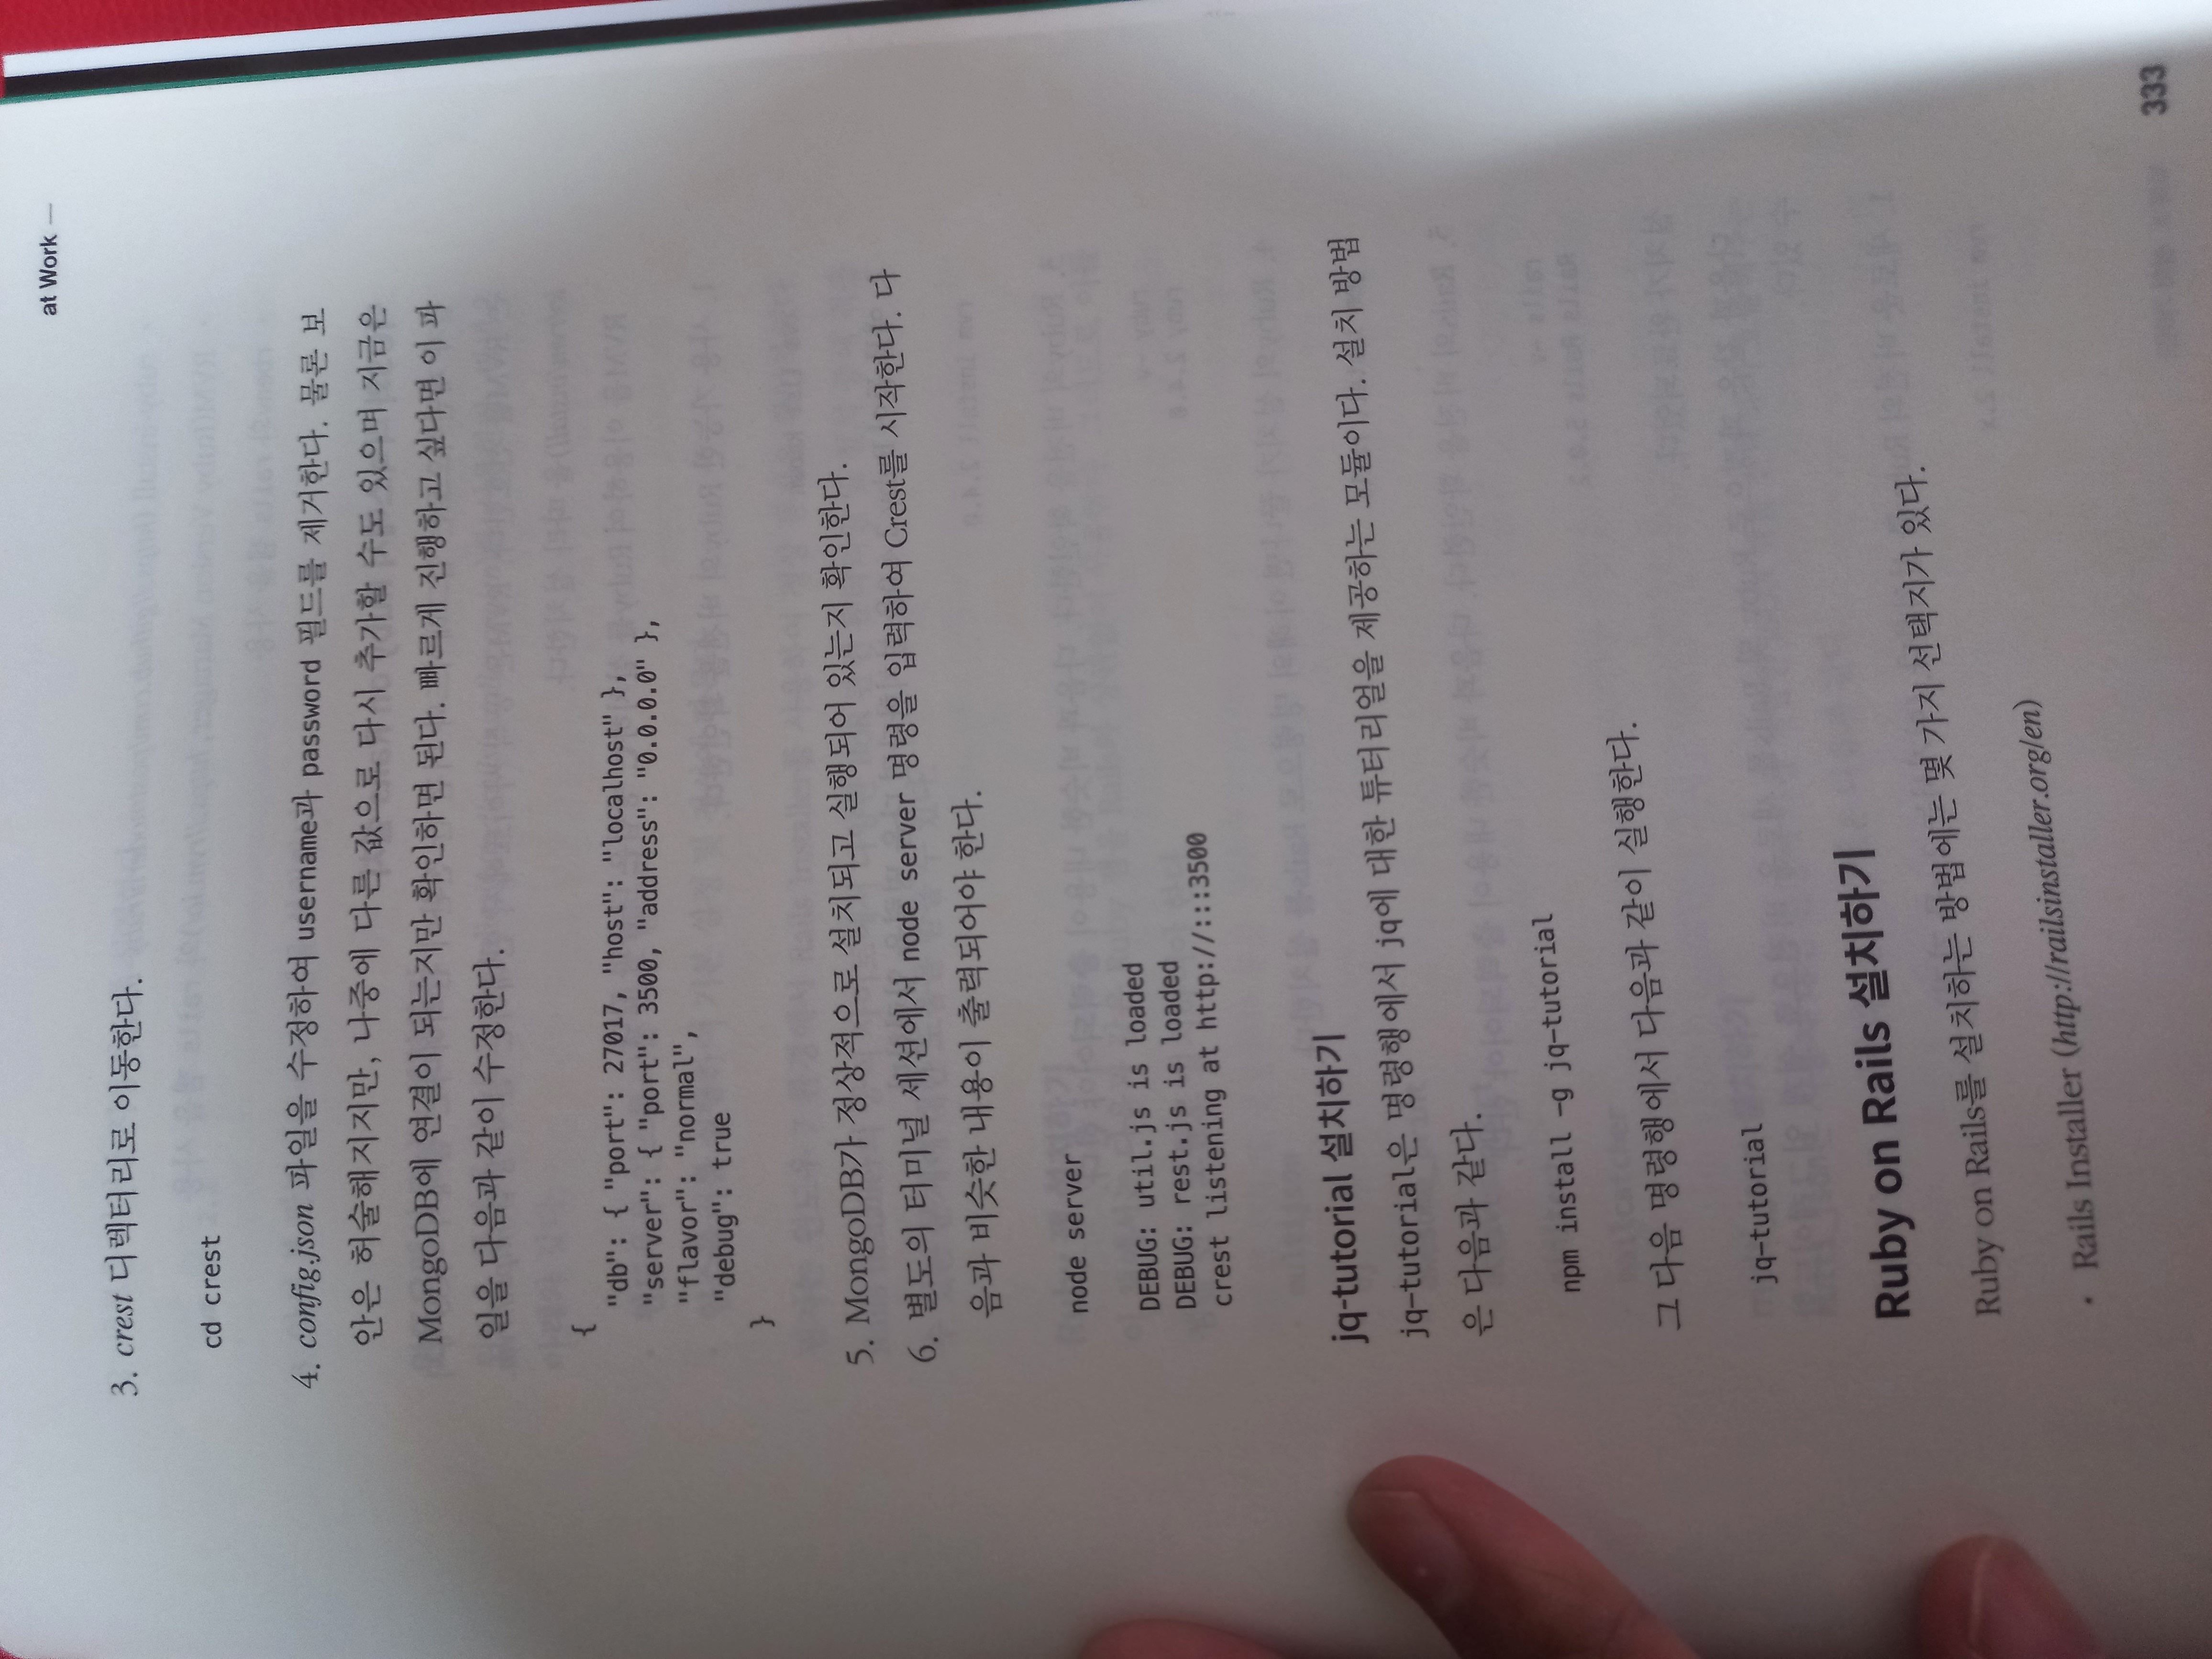 at Work —
3. crest 디렉터리로 이동한다.
cd crest
4. config.json 파일을 수정하여 username과 password 필드를 제거한다. 물론 보
안은 허술해지지만, 나중에 다른 값으로 다시 추가할 수도 있으며 지금은
MongoDB에 연결이 되는지만 확인하면 된다. 빠르게 진행하고 싶다면 이 파
일을 다음과 같이 수정한다.
{
"db": { "port": 27017, "host": "localhost" },
"server": { "port": 3500, "address": "0.0.0.0" },
"flavor": "normal",
"debug": true
}
5. MongoDB가 정상적으로 설치되고 실행되어 있는지 확인한다.
6. 별도의 터미널 세션에서 node server 명령을 입력하여 Crest를 시작한다. 다
음과 비슷한 내용이 출력되어야 한다.
node server
DEBUG: util.js is loaded
DEBUG: rest.js is loaded
crest listening at http://:::3500
jq-tutorial 설치하기
jq-tutorial은 명령행에서 jq에 대한 튜터리얼을 제공하는 모듈이다. 설치 방법
은 다음과 같다.
npm install -g jq-tutorial
그 다음 명령행에서 다음과 같이 실행한다.
jq-tutorial
Ruby on Rails 설치하기
Ruby on Rails를 설치하는 방법에는 몇 가지 선택지가 있다.
• Rails Installer (http://railsinstaller.org/en)
333